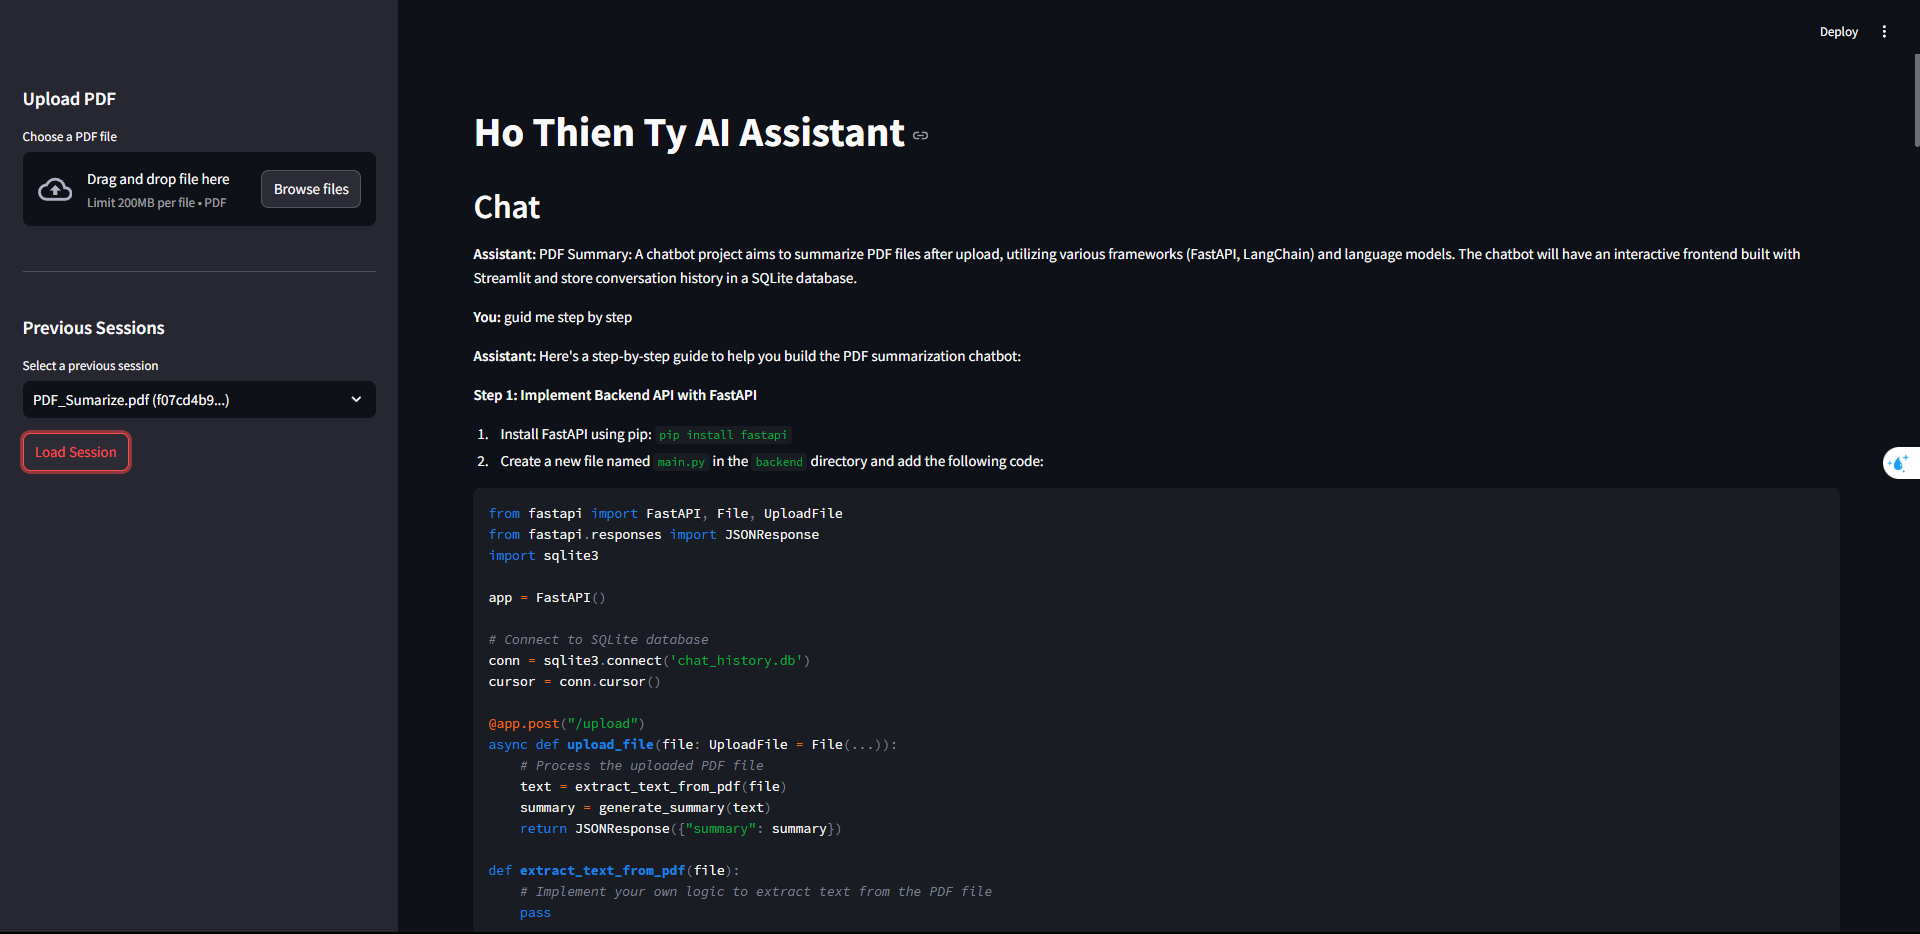 Deploy
Upload PDF
Choose a PDF file
Drag and drop file here
Limit 200MB per file • PDF
Browse files
Previous Sessions
Select a previous session
PDF_Sumarize.pdf (f07cd4b9...)
Load Session
Ho Thien Ty AI Assistant
Chat
Assistant: PDF Summary: A chatbot project aims to summarize PDF files after upload, utilizing various frameworks (FastAPI, LangChain) and language models. The chatbot will have an interactive frontend built with
Streamlit and store conversation history in a SQLite database.
You: guid me step by step
Assistant: Here's a step-by-step guide to help you build the PDF summarization chatbot:
Step 1: Implement Backend API with FastAPI
1. Install FastAPI using pip: pip install fastapi
2. Create a new file named main.py in the backend directory and add the following code:
from fastapi import FastAPI, File, UploadFile
from fastapi.responses import JSONResponse
import sqlite3
app = FastAPI()
# Connect to SQLite database
conn = sqlite3.connect('chat_history.db')
cursor = conn.cursor()
@app.post("/upload")
async def upload_file(file: UploadFile = File(...)):
    # Process the uploaded PDF file
    text = extract_text_from_pdf(file)
    summary = generate_summary(text)
    return JSONResponse({"summary": summary})
def extract_text_from_pdf(file):
    # Implement your own logic to extract text from the PDF file
    pass